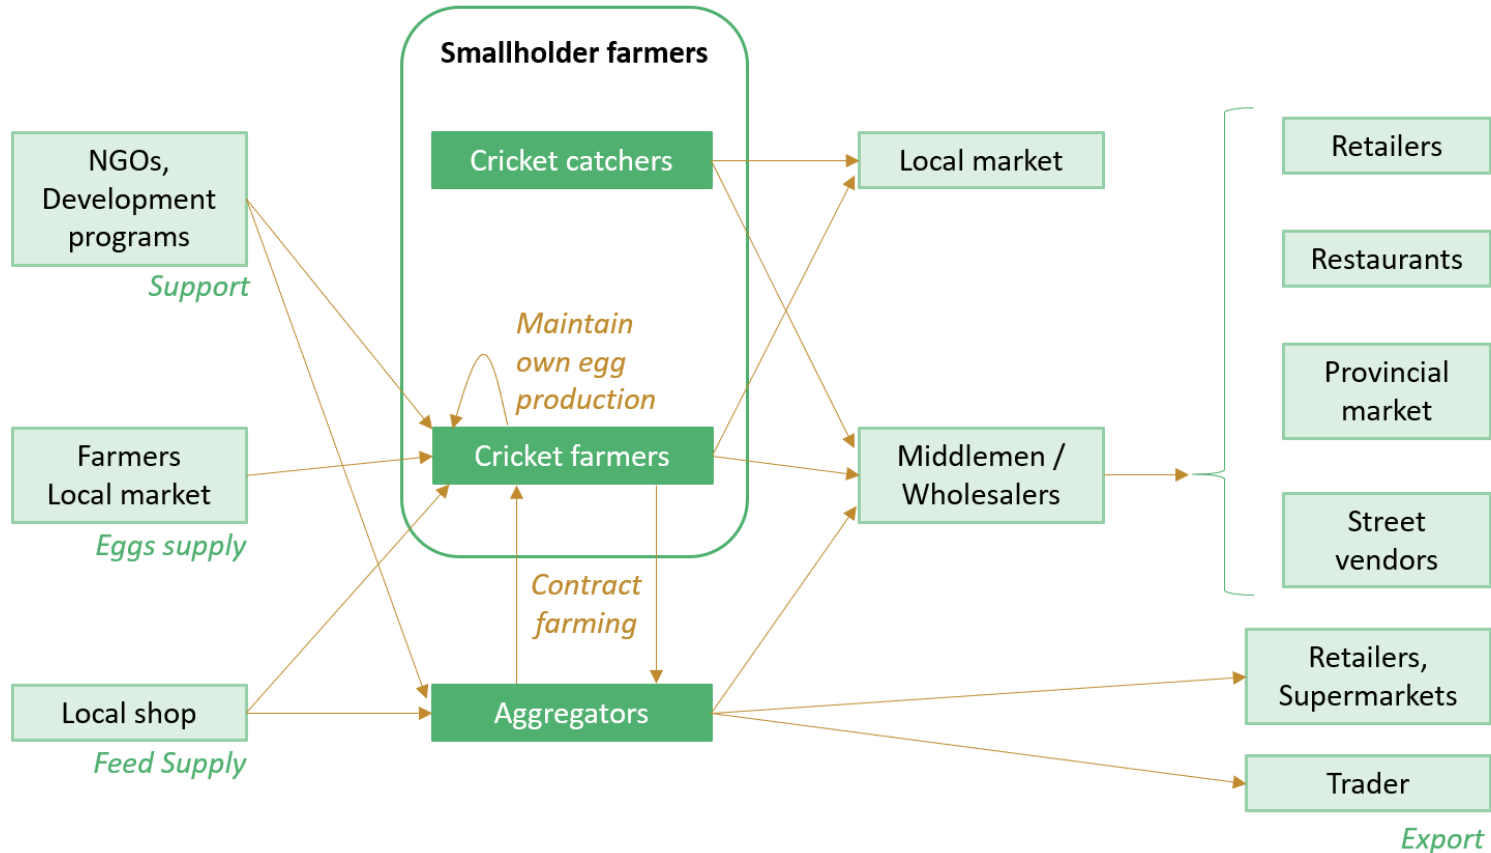 Smallholder farmers
NGOs,
Development
programs
Support
Cricket catchers
Local market
Retailers
Restaurants
Maintain
own egg
production
Provincial
market
Farmers
Local market
Eggs supply
Cricket farmers
Middlemen /
Wholesalers
Street
vendors
Contract
farming
Local shop
Feed Supply
Aggregators
Retailers,
Supermarkets
Trader
Export